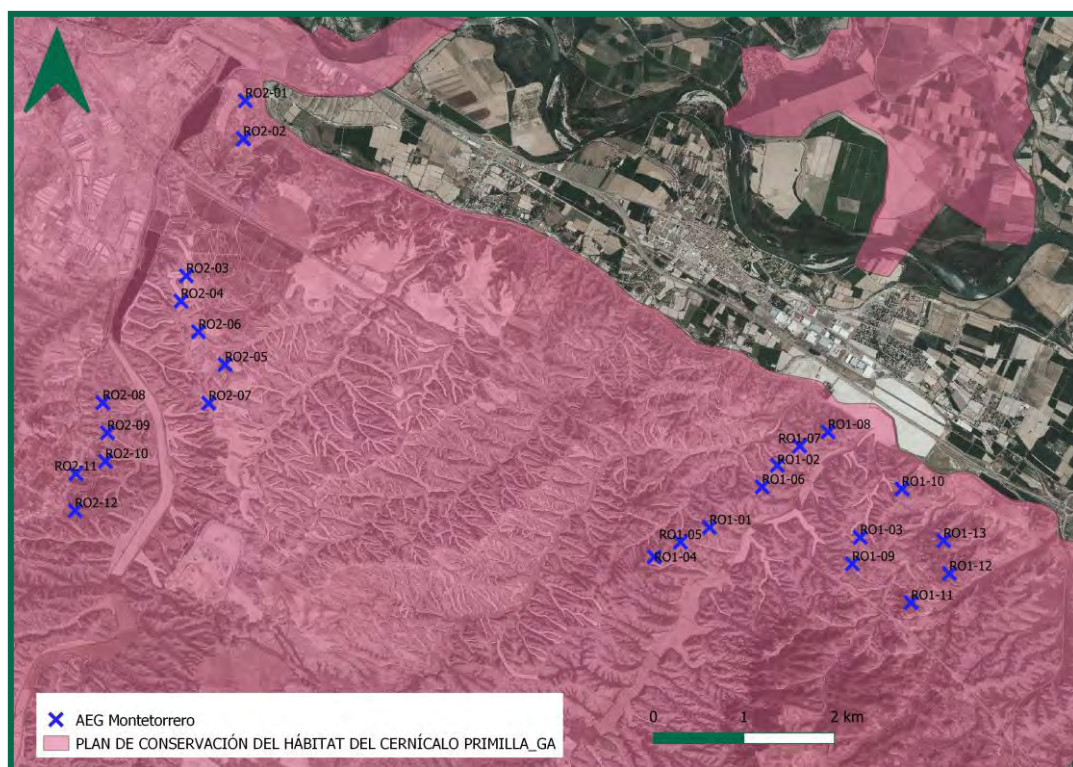 RO2-01
RO2-02
RO2-03
RO2-04
RO2-06
RO2-05
RO2-08
RO2-07
RO2-09
RO2-10
RO2-11
RO2-12
RO1-08
RO1-07
RO1-02
RO1-06
RO1-10
RO1-01
RO1-05
RO1-04
RO1-03
RO1-13
RO1-09
RO1-12
RO1-11
AEG Montetorrero
PLAN DE CONSERVACIÓN DEL HÁBITAT DEL CERNÍCALO PRIMILLA_GA
0 1 2 km